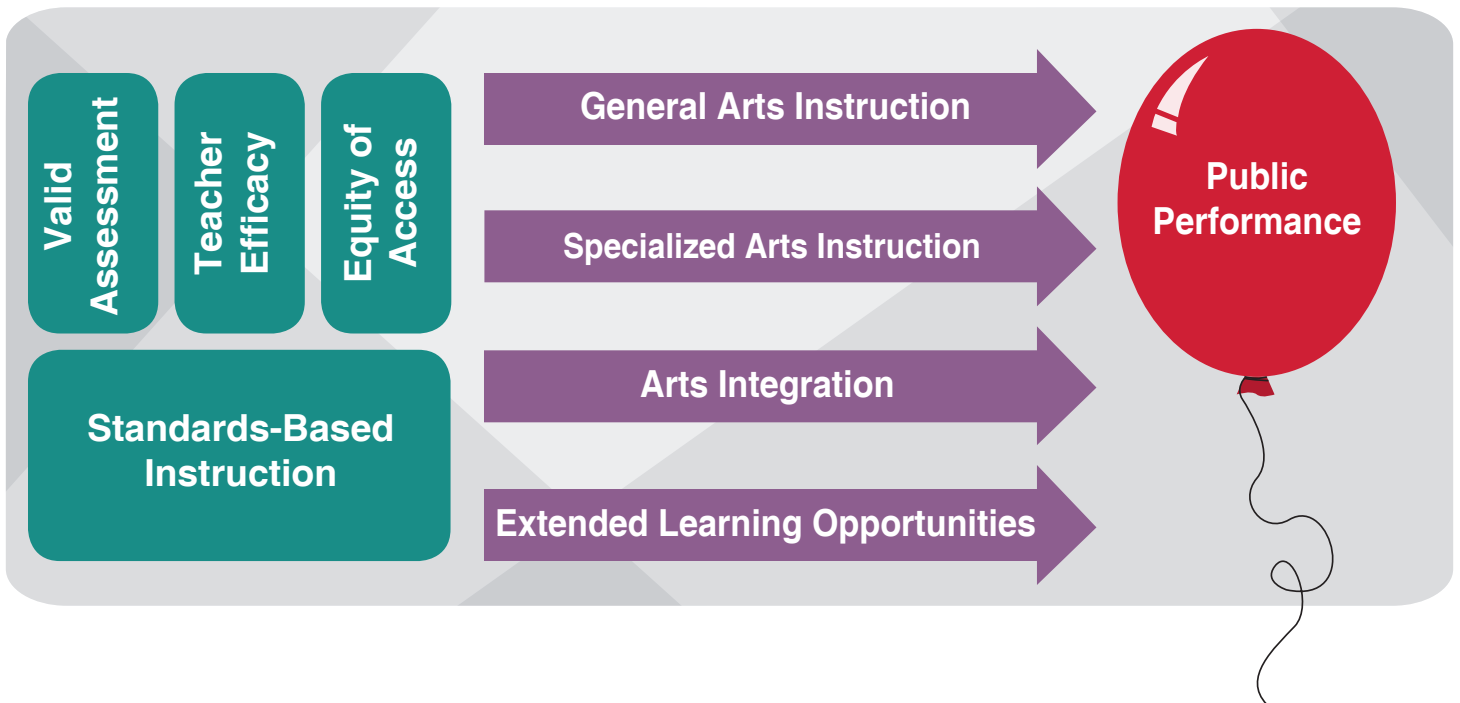 Valid
Assessment
Teacher
Efficacy
Equity of
Access
Standards-Based
Instruction
General Arts Instruction
Specialized Arts Instruction
Arts Integration
Extended Learning Opportunities
Public
Performance